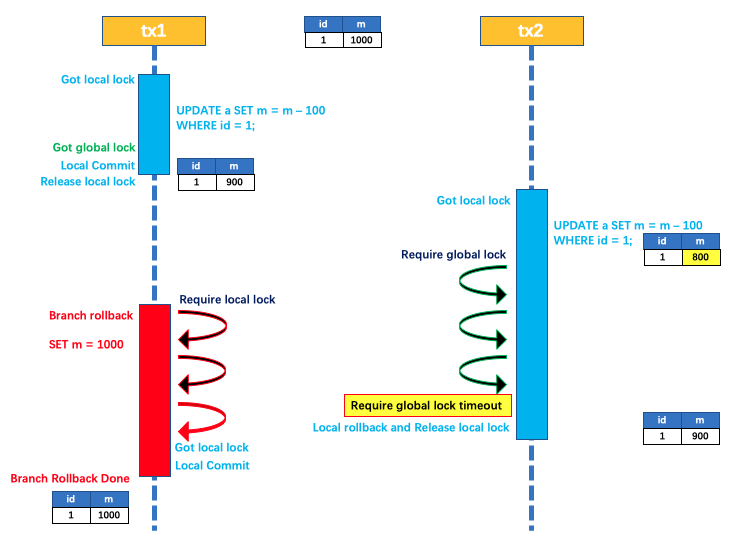 tx1
id m
1 1000
tx2
Got local lock
UPDATE a SET m = m – 100
WHERE id = 1;
Got global lock
Local Commit
Release local lock
id m
1 900
Got local lock
UPDATE a SET m = m – 100
WHERE id = 1;
id m
1 800
Require global lock
Require local lock
Branch rollback
SET m = 1000
Require global lock timeout
Local rollback and Release local lock
id m
1 900
Got local lock
Local Commit
Branch Rollback Done
id m
1 1000